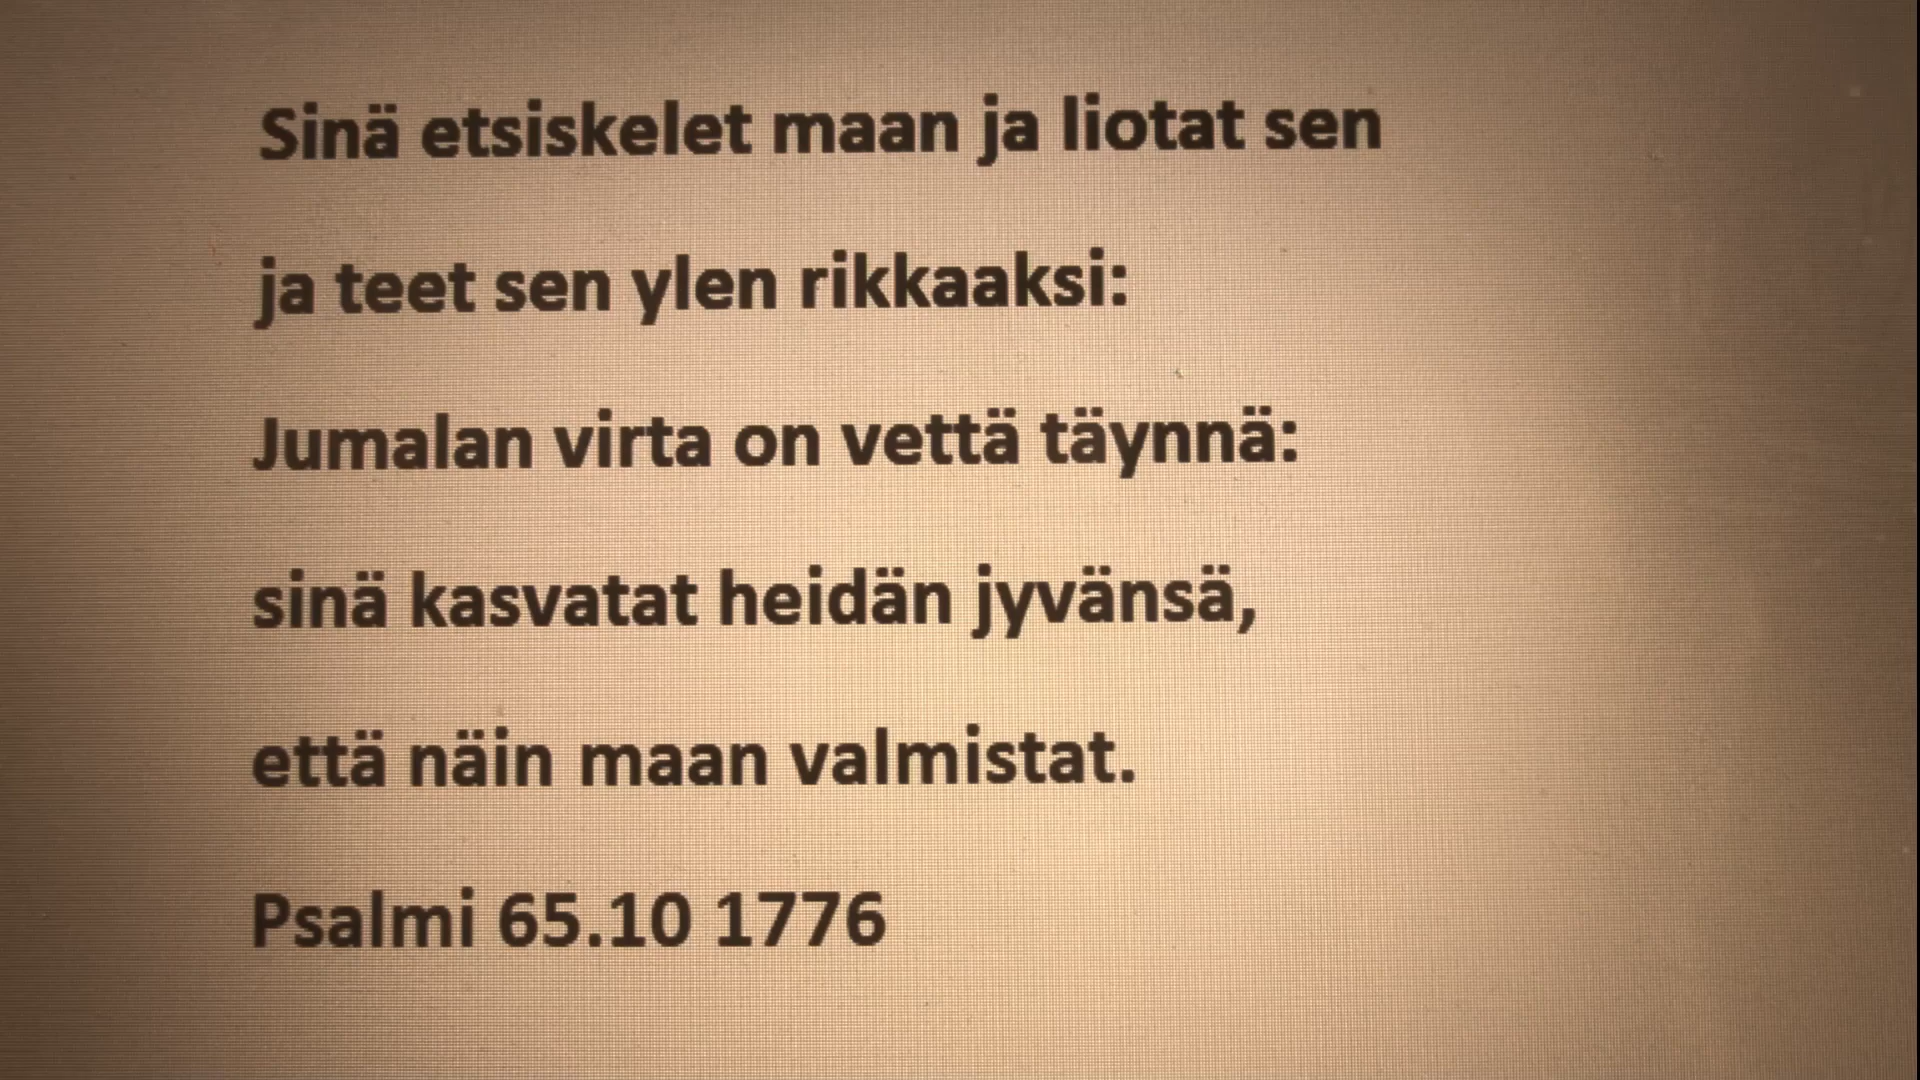 Sinä etsiskelet maan ja liotat sen
ja teet sen ylen rikkaaksi:
Jumalan virta on vettä täynnä:
sinä kasvatat heidän jyvänsä,
että näin maan valmistat.
Psalmi 65.10 1776